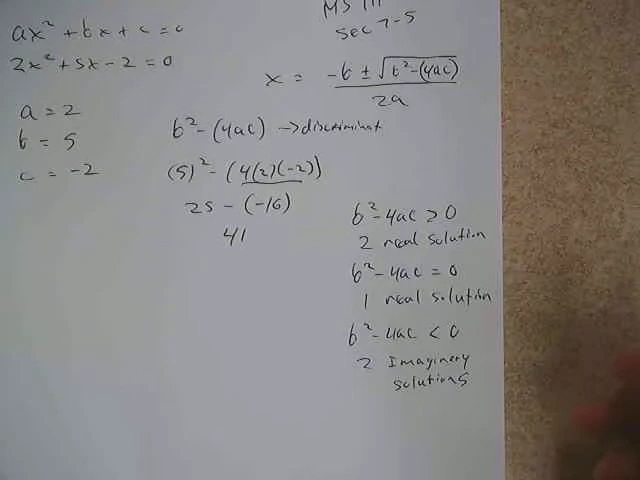 MS III
sec 7-5
ax² + bx + c = 0
2x² + 5x - 2 = 0
x = -b ± √b² - (4ac)
2a
a = 2
b = 5
c = -2
b² - (4ac) → discriminat
(5)² - (4(2)(-2))
25 - (-16)
41
b² - 4ac > 0
2 real solution
b² - 4ac = 0
1 real solution
b² - 4ac < 0
2 Imaginery
solutions